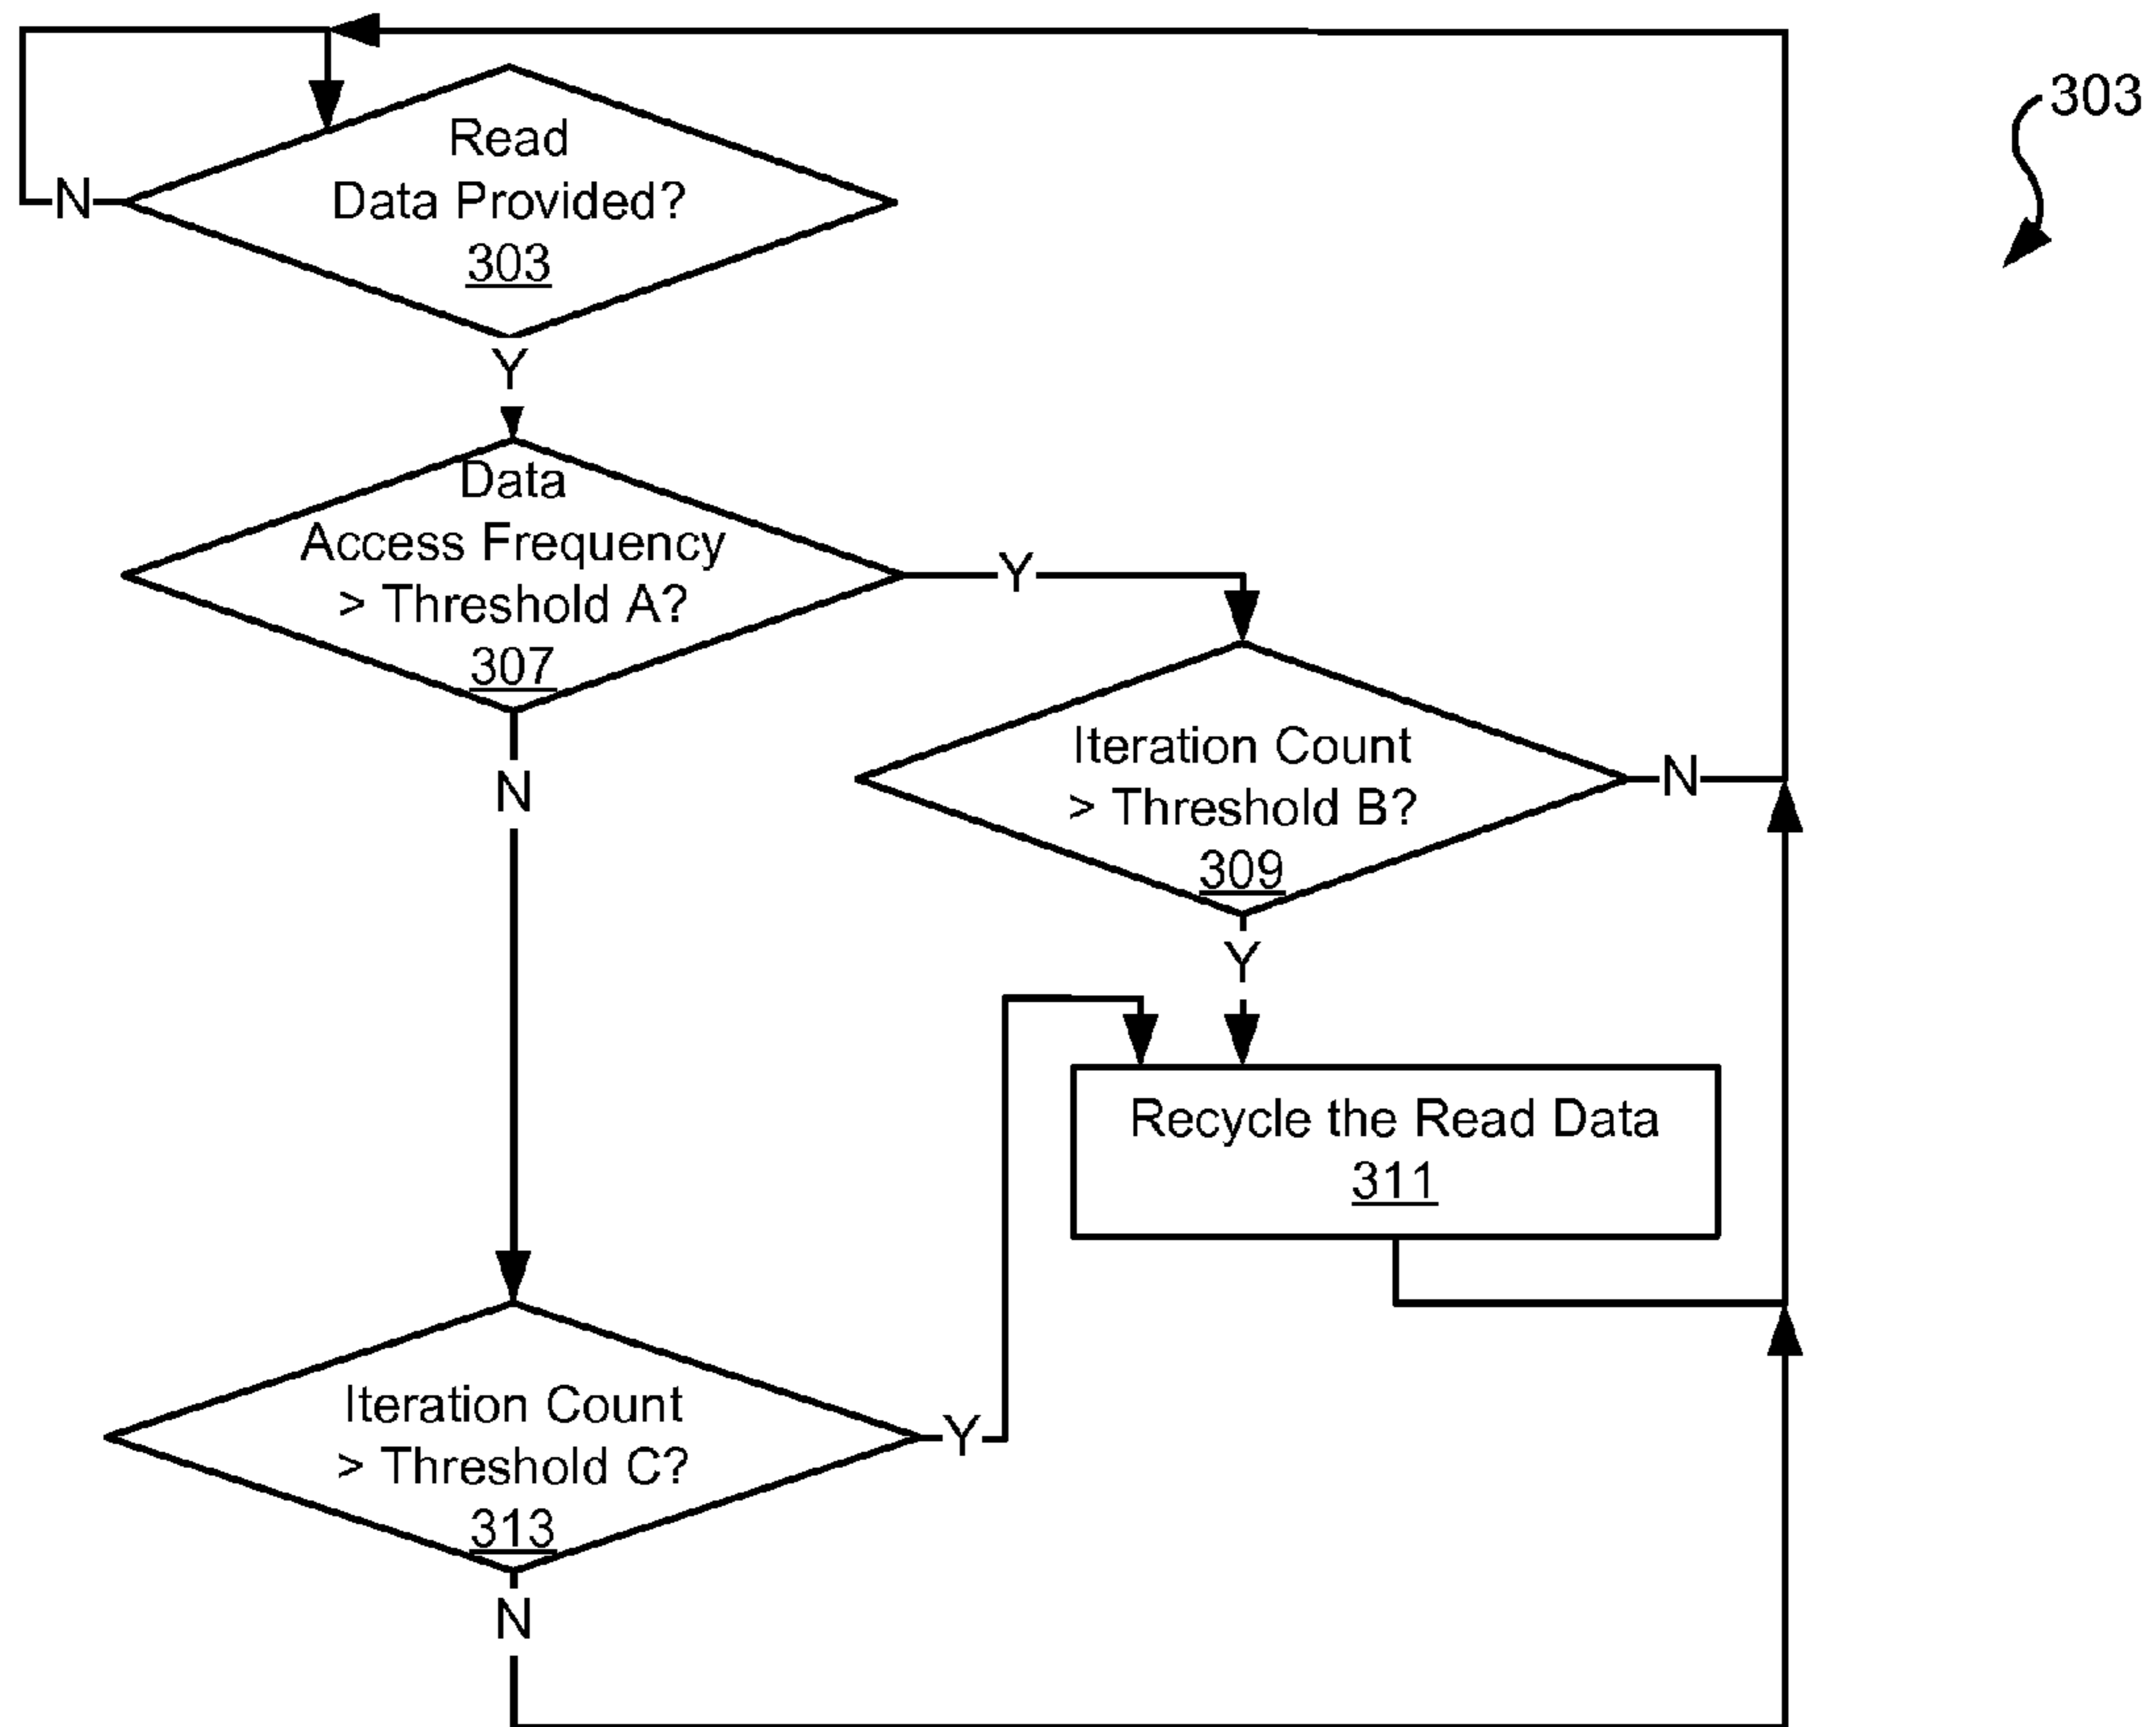 303
Read
Data Provided?
303
N
Y
Data
Access Frequency
> Threshold A?
307
Y
N
Iteration Count
> Threshold B?
309
N
Y
Recycle the Read Data
311
Iteration Count
> Threshold C?
313
Y
N